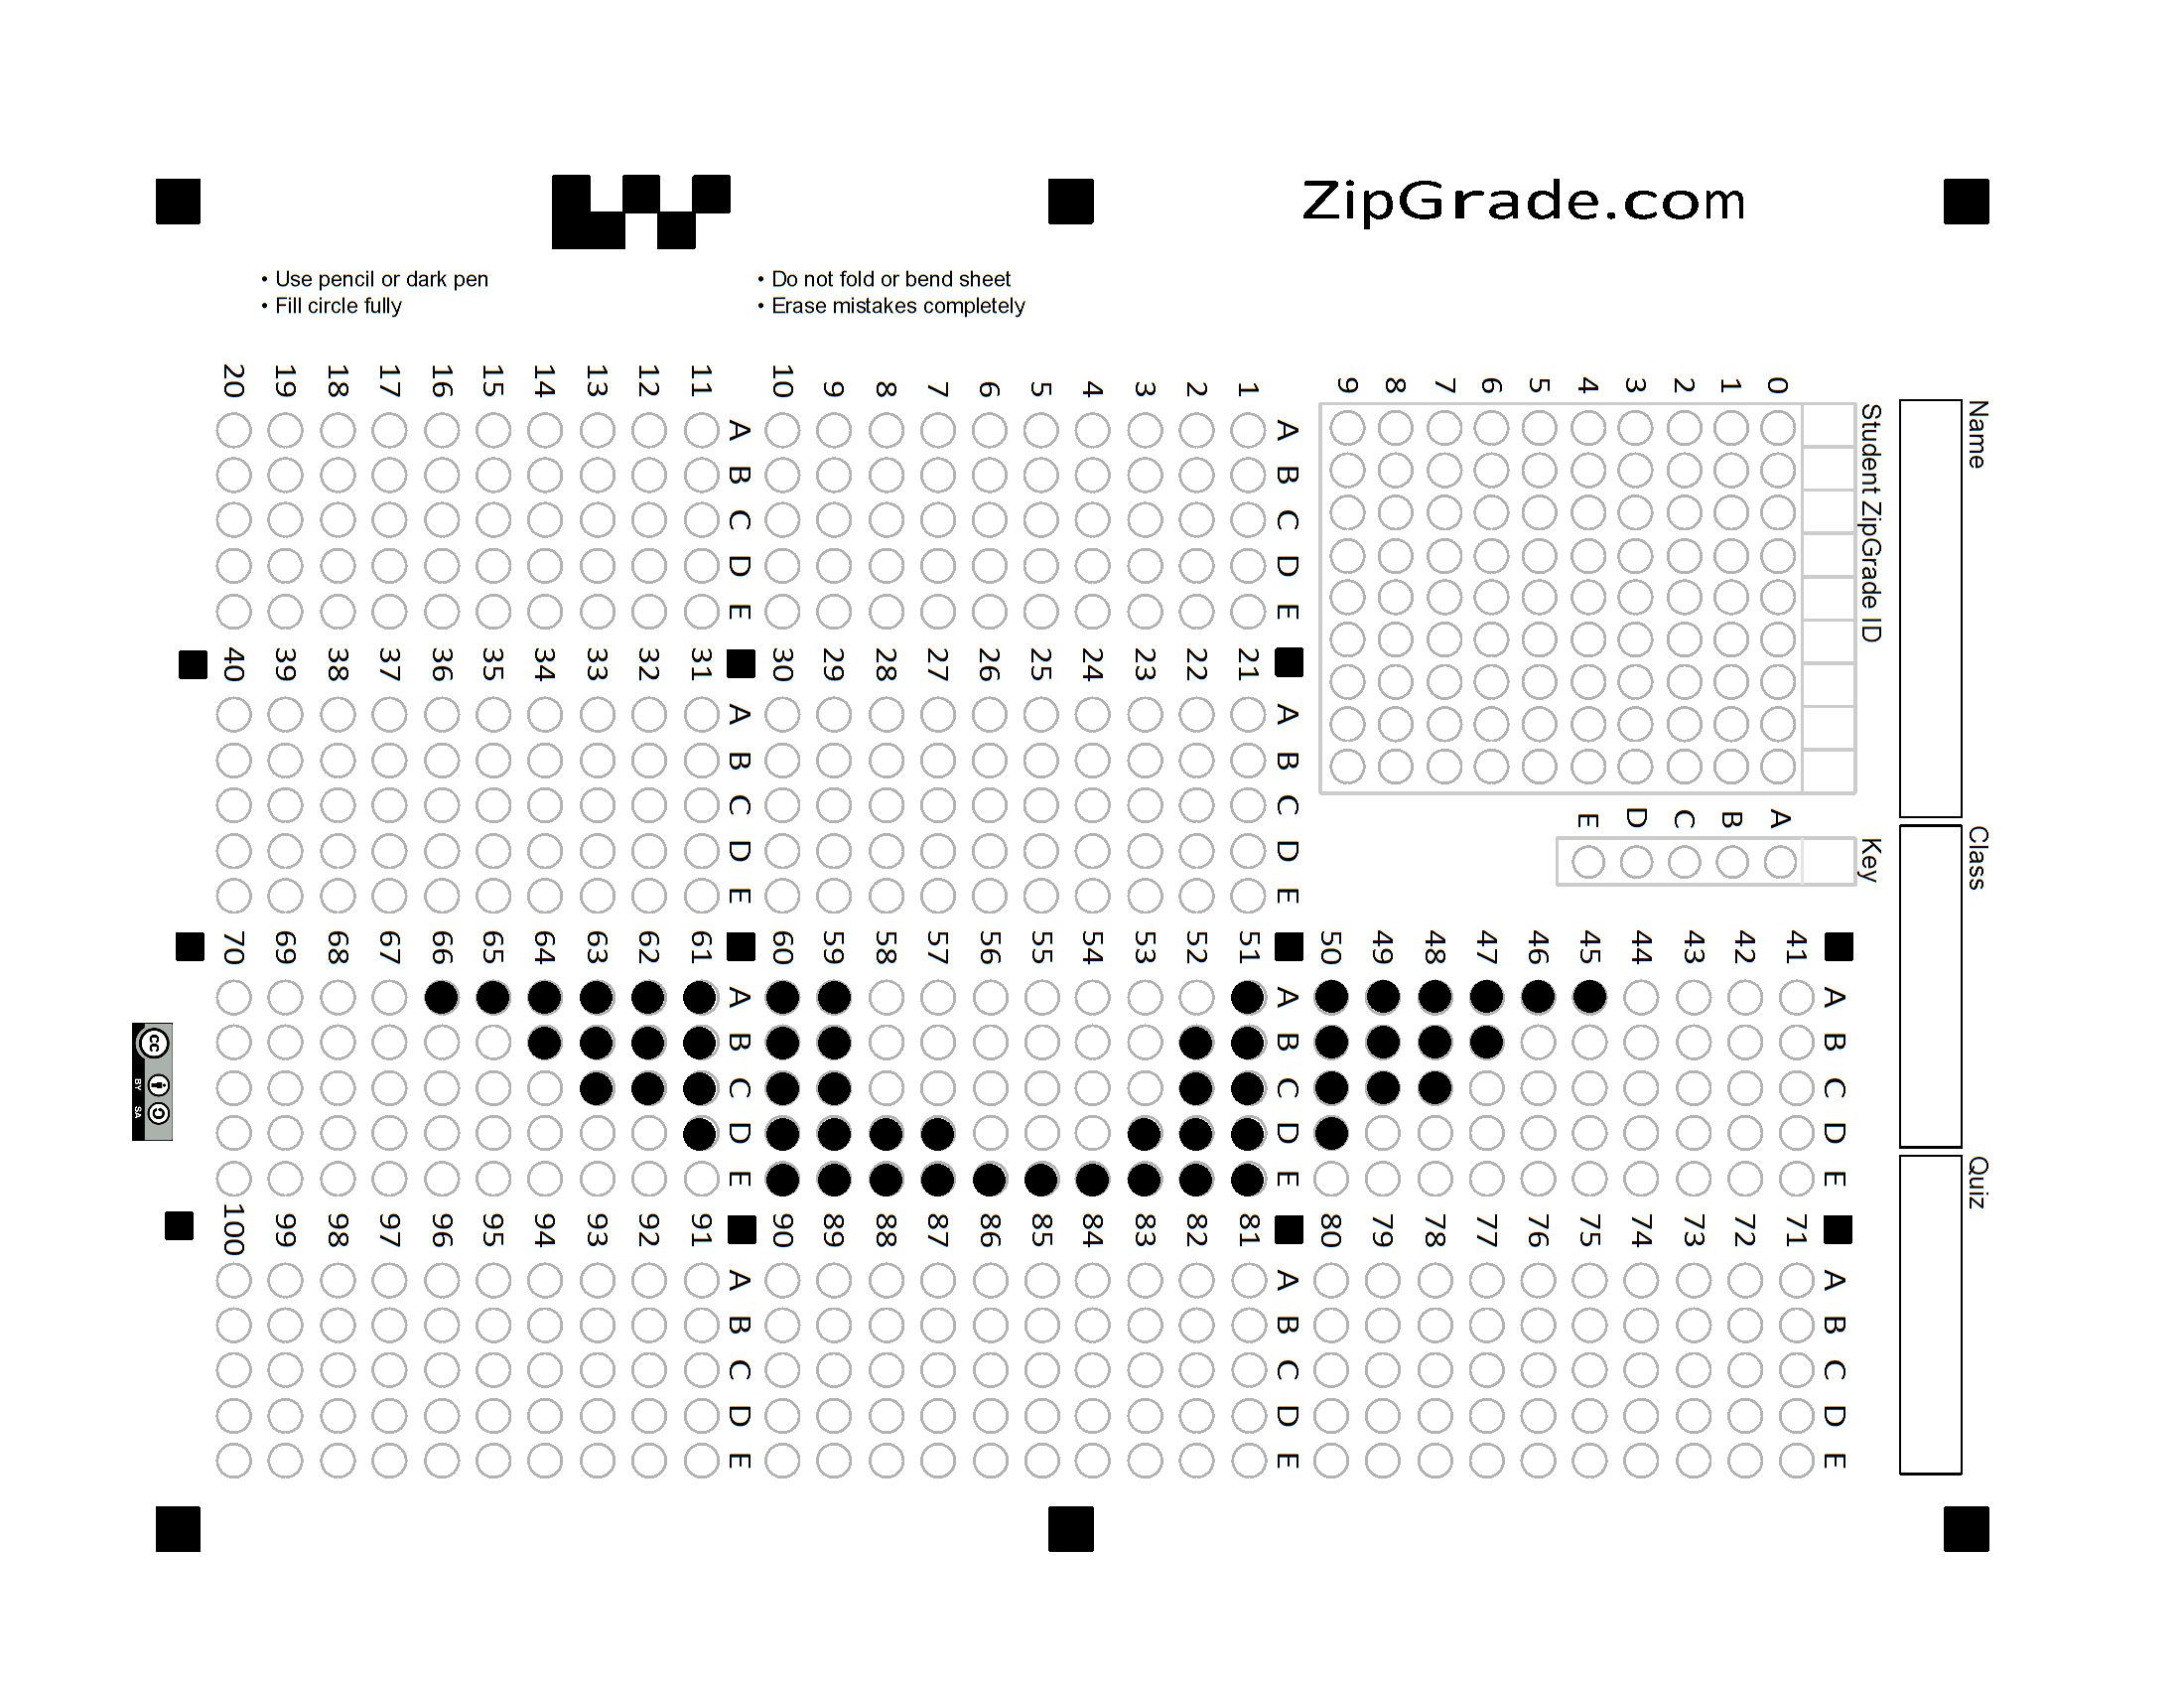 ZipGrade.com
• Use pencil or dark pen
• Fill circle fully
• Do not fold or bend sheet
• Erase mistakes completely
20 19 18 17 16 15 14 13 12 11
A B C D E
10 9 8 7 6 5 4 3 2 1
A B C D E
9 8 7 6 5 4 3 2 1 0
Student ZipGrade ID
Name
40 39 38 37 36 35 34 33 32 31
A B C D E
30 29 28 27 26 25 24 23 22 21
A B C D E
E D C B A
Key
Class
70 69 68 67 66 65 64 63 62 61
A B C D E
60 59 58 57 56 55 54 53 52 51
A B C D E
50 49 48 47 46 45 44 43 42 41
A B C D E
Quiz
cc
BY SA
100 99 98 97 96 95 94 93 92 91
A B C D E
90 89 88 87 86 85 84 83 82 81
A B C D E
80 79 78 77 76 75 74 73 72 71
A B C D E